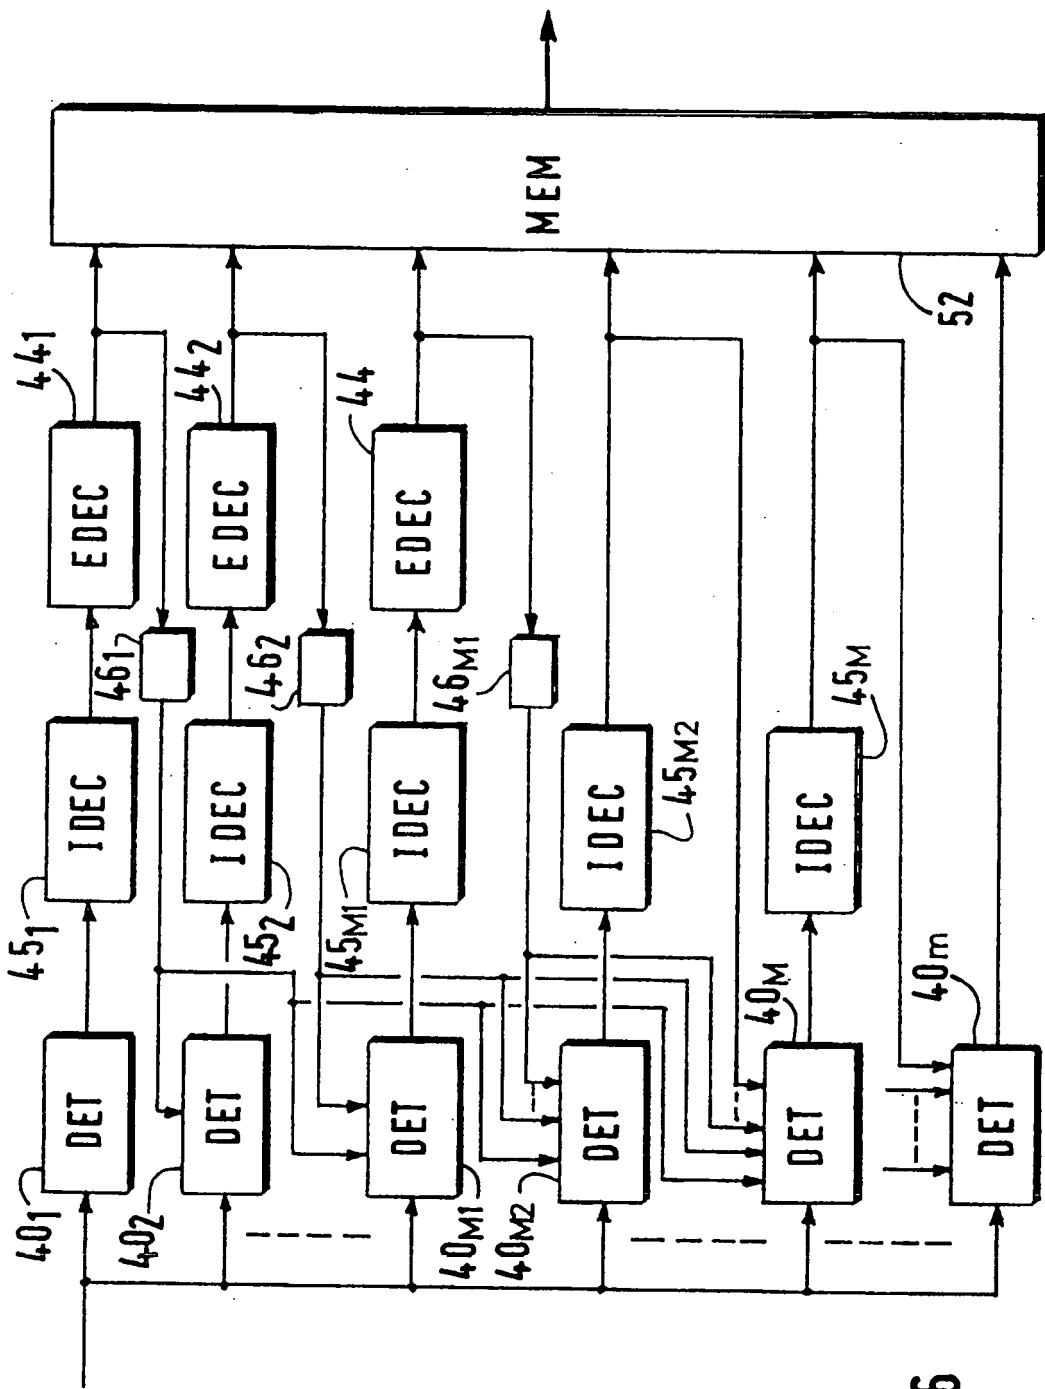 40₁
DET
45₁
IDEC
EDEC
44₁
46₁
40₂
DET
45₂
IDEC
EDEC
44₂
46₂
40M1
DET
45M1
IDEC
EDEC
44
46M1
40M2
DET
IDEC
45M2
40M
DET
IDEC
45M
40m
DET
MEM
52
6